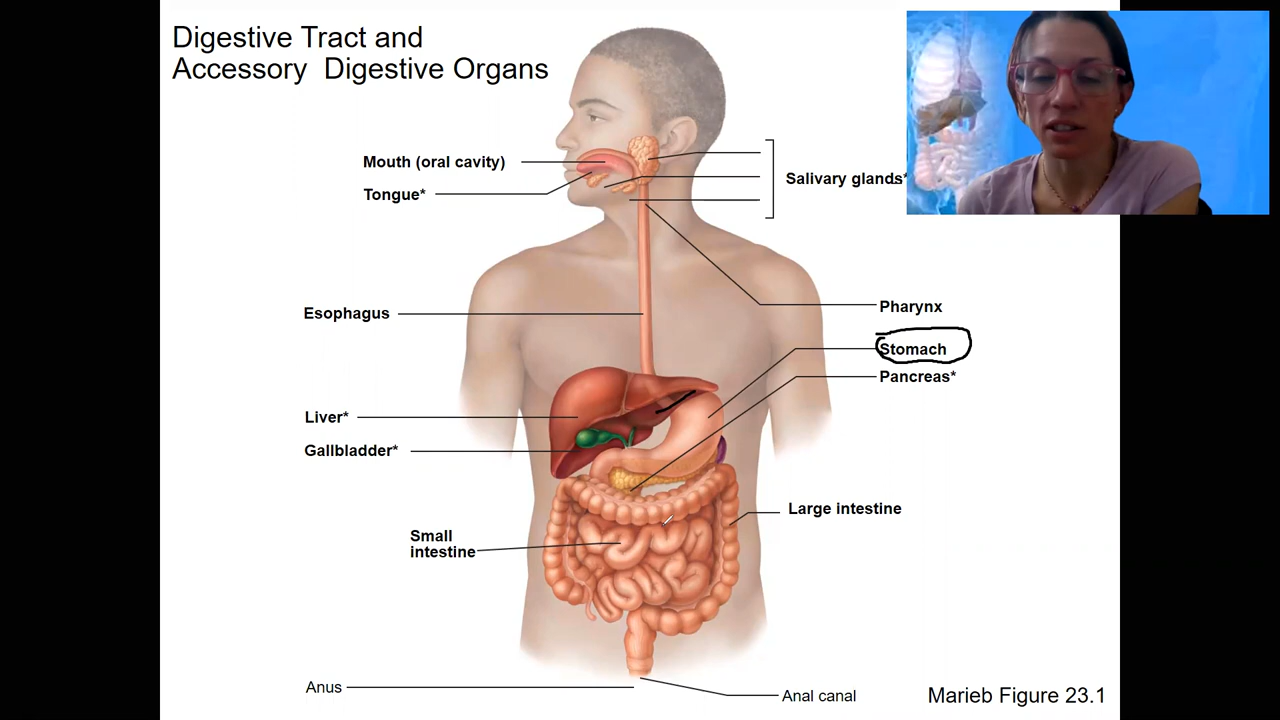 Digestive Tract and
Accessory Digestive Organs
Mouth (oral cavity)
Tongue*
Salivary glands*
Esophagus
Pharynx
Stomach
Pancreas*
Liver*
Gallbladder*
Large intestine
Small
intestine
Anus
Anal canal
Marieb Figure 23.1